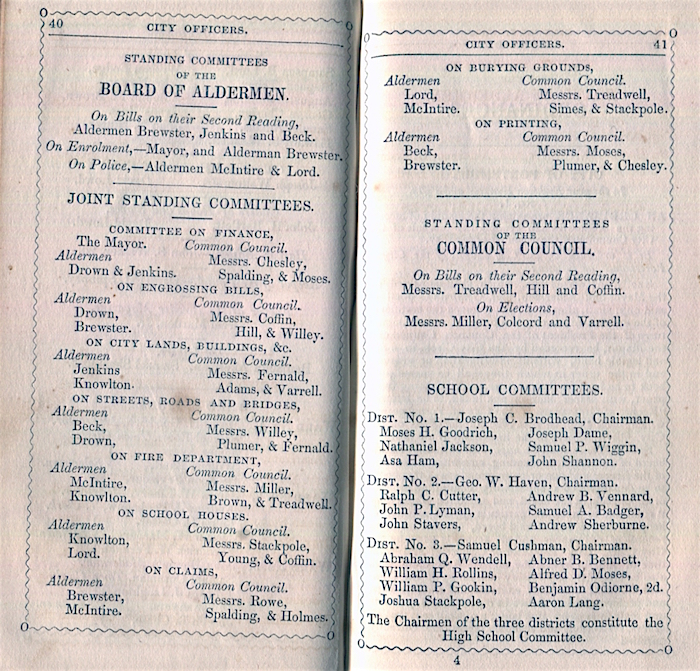 40
CITY OFFICERS.
STANDING COMMITTEES
OF THE
BOARD OF ALDERMEN.
On Bills on their Second Reading,
Aldermen Brewster, Jenkins and Beck.
On Enrolment,—Mayor, and Alderman Brewster.
On Police,—Aldermen McIntire & Lord.
JOINT STANDING COMMITTEES.
COMMITTEE ON FINANCE,
The Mayor. Common Council.
Aldermen Messrs. Chesley,
Drown & Jenkins. Spalding, & Moses.
ON ENGROSSING BILLS,
Aldermen Common Council.
Drown, Messrs. Coffin,
Brewster. Hill, & Willey.
ON CITY LANDS, BUILDINGS, &c.
Aldermen Common Council.
Jenkins Messrs. Fernald,
Knowlton. Adams, & Varrell.
ON STREETS, ROADS AND BRIDGES,
Aldermen Common Council.
Beck, Messrs. Willey,
Drown, Plumer, & Fernald.
ON FIRE DEPARTMENT,
Aldermen Common Council.
McIntire, Messrs. Miller,
Knowlton. Brown, & Treadwell.
ON SCHOOL HOUSES.
Aldermen Common Council.
Knowlton, Messrs. Stackpole,
Lord. Young, & Coffin.
ON CLAIMS,
Aldermen Common Council.
Brewster, Messrs. Rowe,
McIntire. Spalding, & Holmes.
CITY OFFICERS.
41
ON BURYING GROUNDS,
Aldermen Common Council.
Lord, Messrs. Treadwell,
McIntire. Simes, & Stackpole.
ON PRINTING,
Aldermen Common Council.
Beck, Messrs. Moses,
Brewster. Plumer, & Chesley.
STANDING COMMITTEES
OF THE
COMMON COUNCIL.
On Bills on their Second Reading,
Messrs. Treadwell, Hill and Coffin.
On Elections,
Messrs. Miller, Colcord and Varrell.
SCHOOL COMMITTEES.
DIST. No. 1.—Joseph C. Brodhead, Chairman.
Moses H. Goodrich, Joseph Dame,
Nathaniel Jackson, Samuel P. Wiggin,
Asa Ham, John Shannon.
DIST. No. 2.—Geo. W. Haven, Chairman.
Ralph C. Cutter, Andrew B. Vennard,
John P. Lyman, Samuel A. Badger,
John Stavers, Andrew Sherburne.
DIST. No. 3.—Samuel Cushman, Chairman.
Abraham Q. Wendell, Abner B. Bennett,
William H. Rollins, Alfred D. Moses,
William P. Gookin, Benjamin Odiorne, 2d.
Joshua Stackpole, Aaron Lang.
The Chairmen of the three districts constitute the
High School Committee.
4